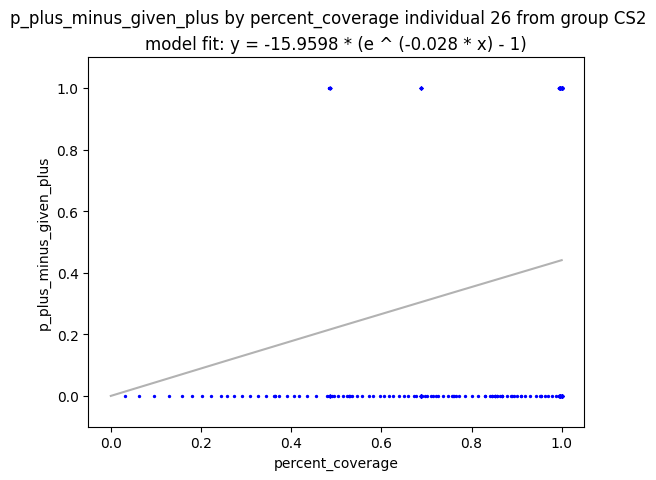 p_plus_minus_given_plus by percent_coverage individual 26 from group CS2
model fit: y = -15.9598 * (e ^ (-0.028 * x) - 1)
1.0
0.8
0.6
0.4
0.2
0.0
p_plus_minus_given_plus
0.0 0.2 0.4 0.6 0.8 1.0
percent_coverage